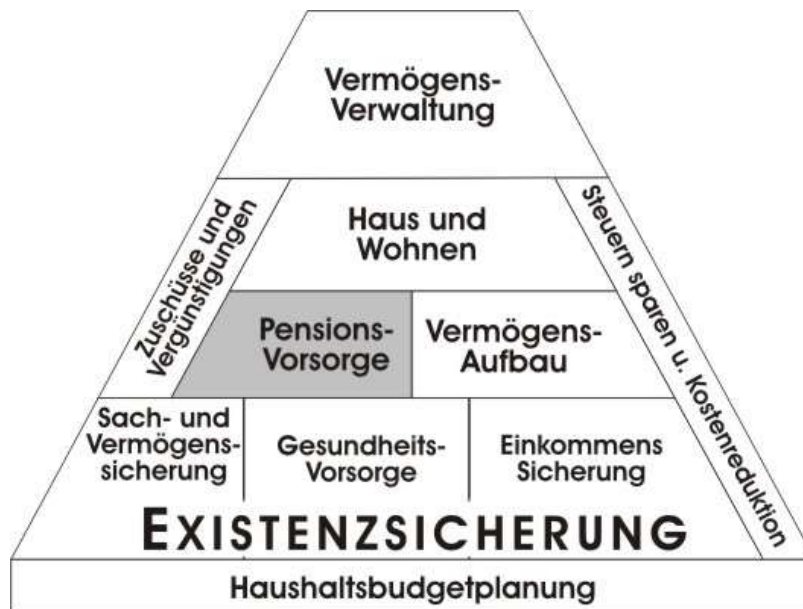 Vermögens-
Verwaltung
Zuschüsse und
Vergünstigungen
Haus und
Wohnen
Steuern sparen u. Kostenreduktion
Pensions-
Vorsorge
Vermögens-
Aufbau
Sach- und
Vermögens-
sicherung
Gesundheits-
Vorsorge
Einkommens
Sicherung
EXISTENZSICHERUNG
Haushaltsbudgetplanung